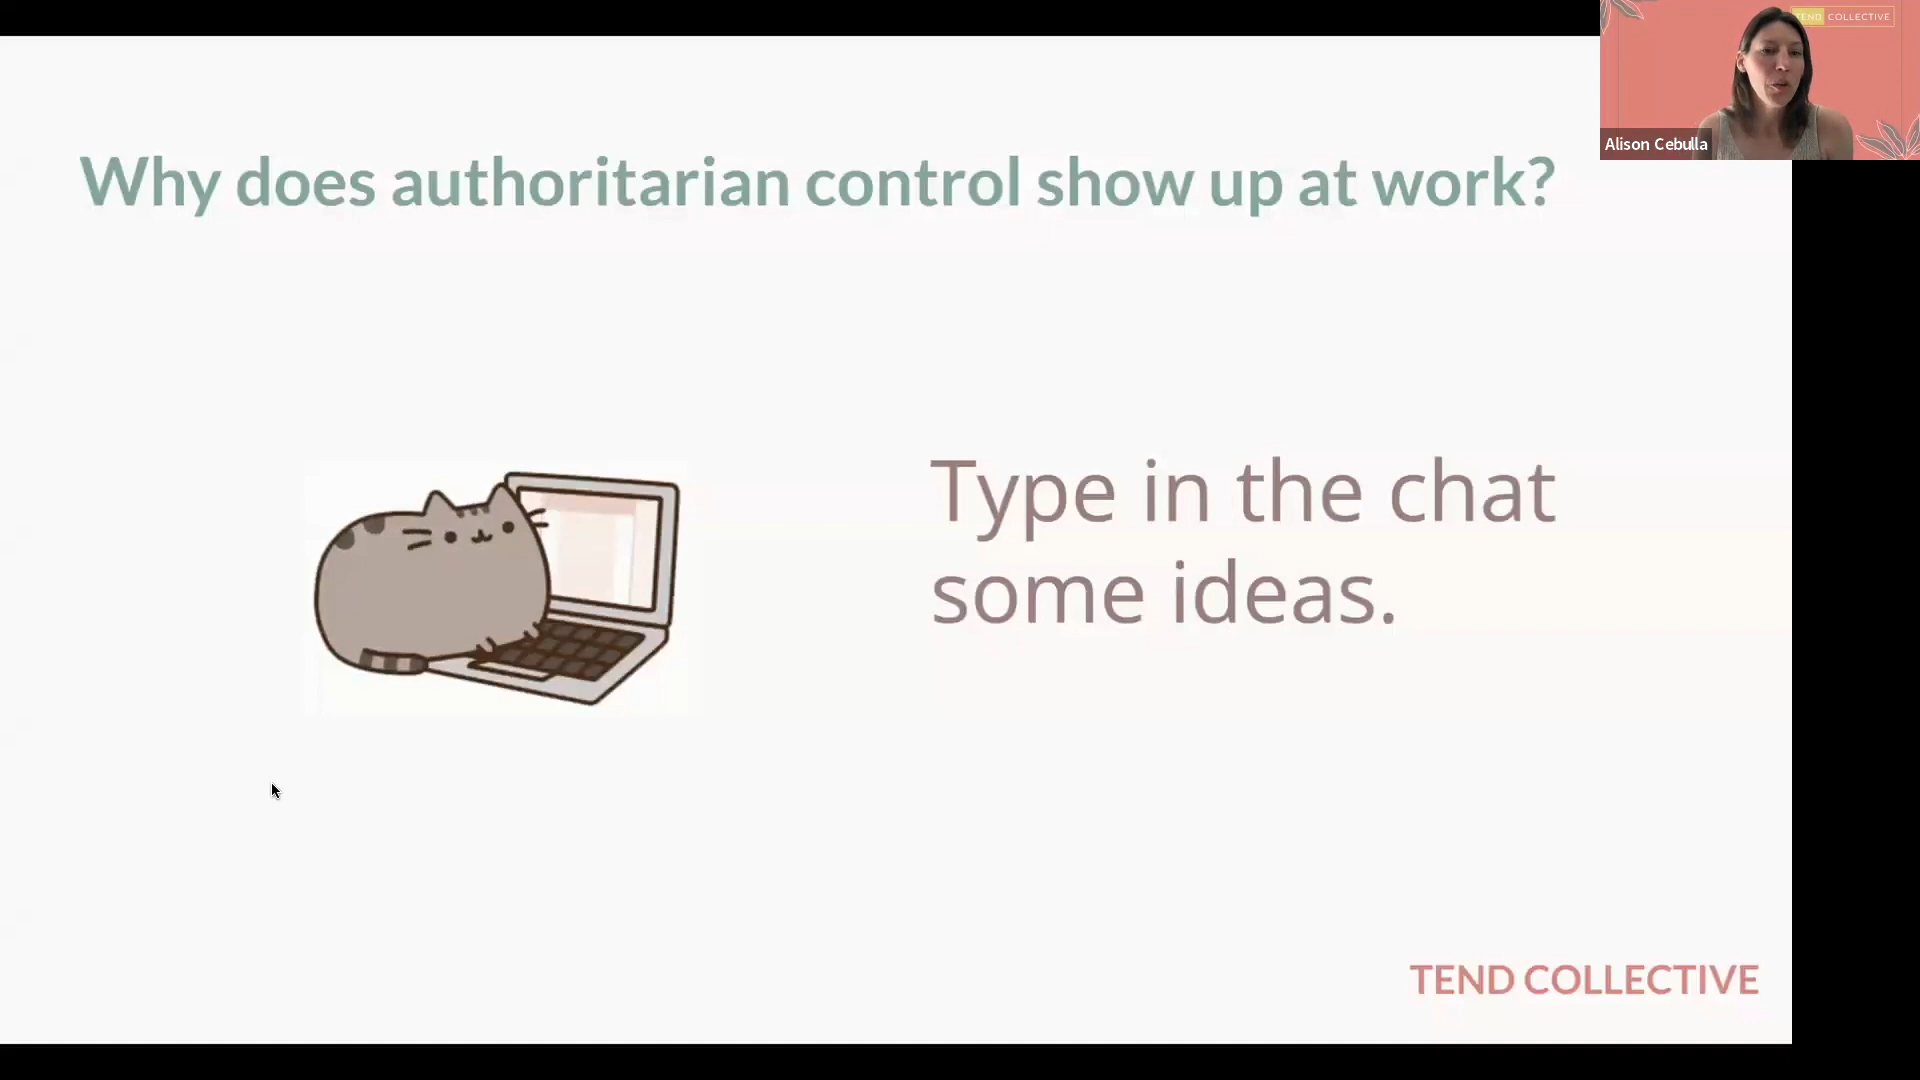 TEND COLLECTIVE
Alison Cebulla
Why does authoritarian control show up at work?
Type in the chat
some ideas.
TEND COLLECTIVE